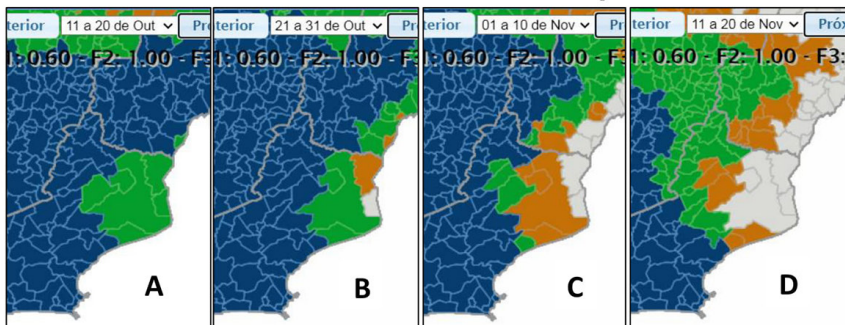 terior 11 a 20 de Out Pr
1: 0.60 - F2: 1.00 - F3
A
terior 21 a 31 de Out Pr
1: 0.60 - F2: 1.00 - F3
B
terior 01 a 10 de Nov Pr
1: 0.60 - F2: 1.00 - F3
C
terior 11 a 20 de Nov Próx
1: 0.60 - F2: 1.00 - F3:
D